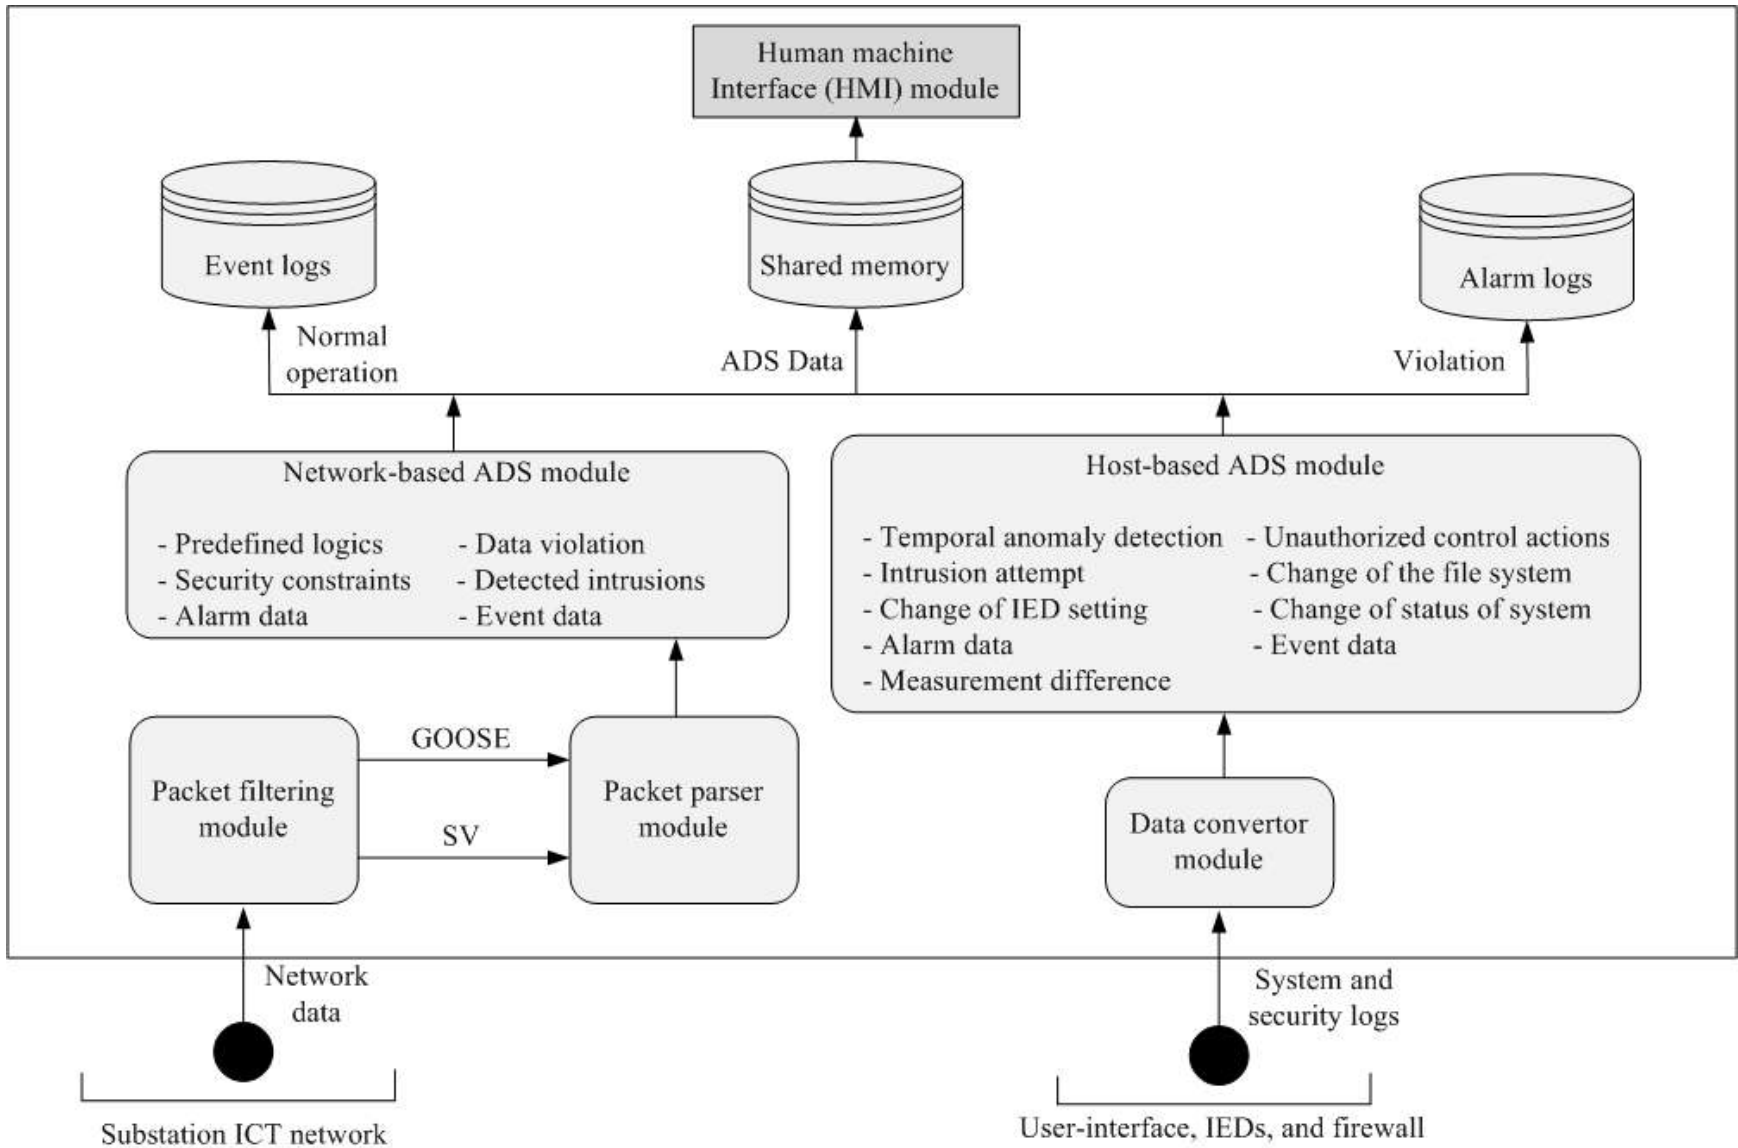 Human machine
Interface (HMI) module
Event logs
Shared memory
Alarm logs
Normal
operation
ADS Data
Violation
Network-based ADS module
- Predefined logics
- Security constraints
- Alarm data
- Data violation
- Detected intrusions
- Event data
Host-based ADS module
- Temporal anomaly detection
- Intrusion attempt
- Change of IED setting
- Alarm data
- Measurement difference
- Unauthorized control actions
- Change of the file system
- Change of status of system
- Event data
Packet filtering
module
GOOSE
SV
Packet parser
module
Data convertor
module
Network
data
System and
security logs
Substation ICT network
User-interface, IEDs, and firewall